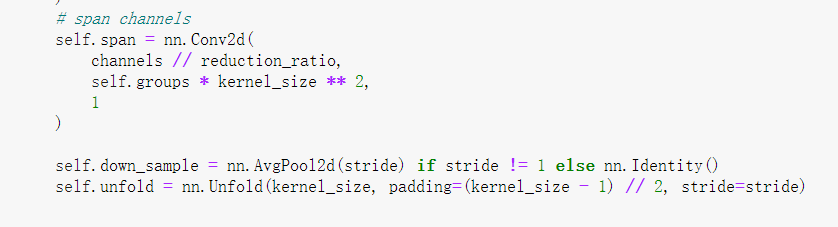 )
# span channels
self.span = nn.Conv2d(
    channels // reduction_ratio,
    self.groups * kernel_size ** 2,
    1
)

self.down_sample = nn.AvgPool2d(stride) if stride != 1 else nn.Identity()
self.unfold = nn.Unfold(kernel_size, padding=(kernel_size - 1) // 2, stride=stride)